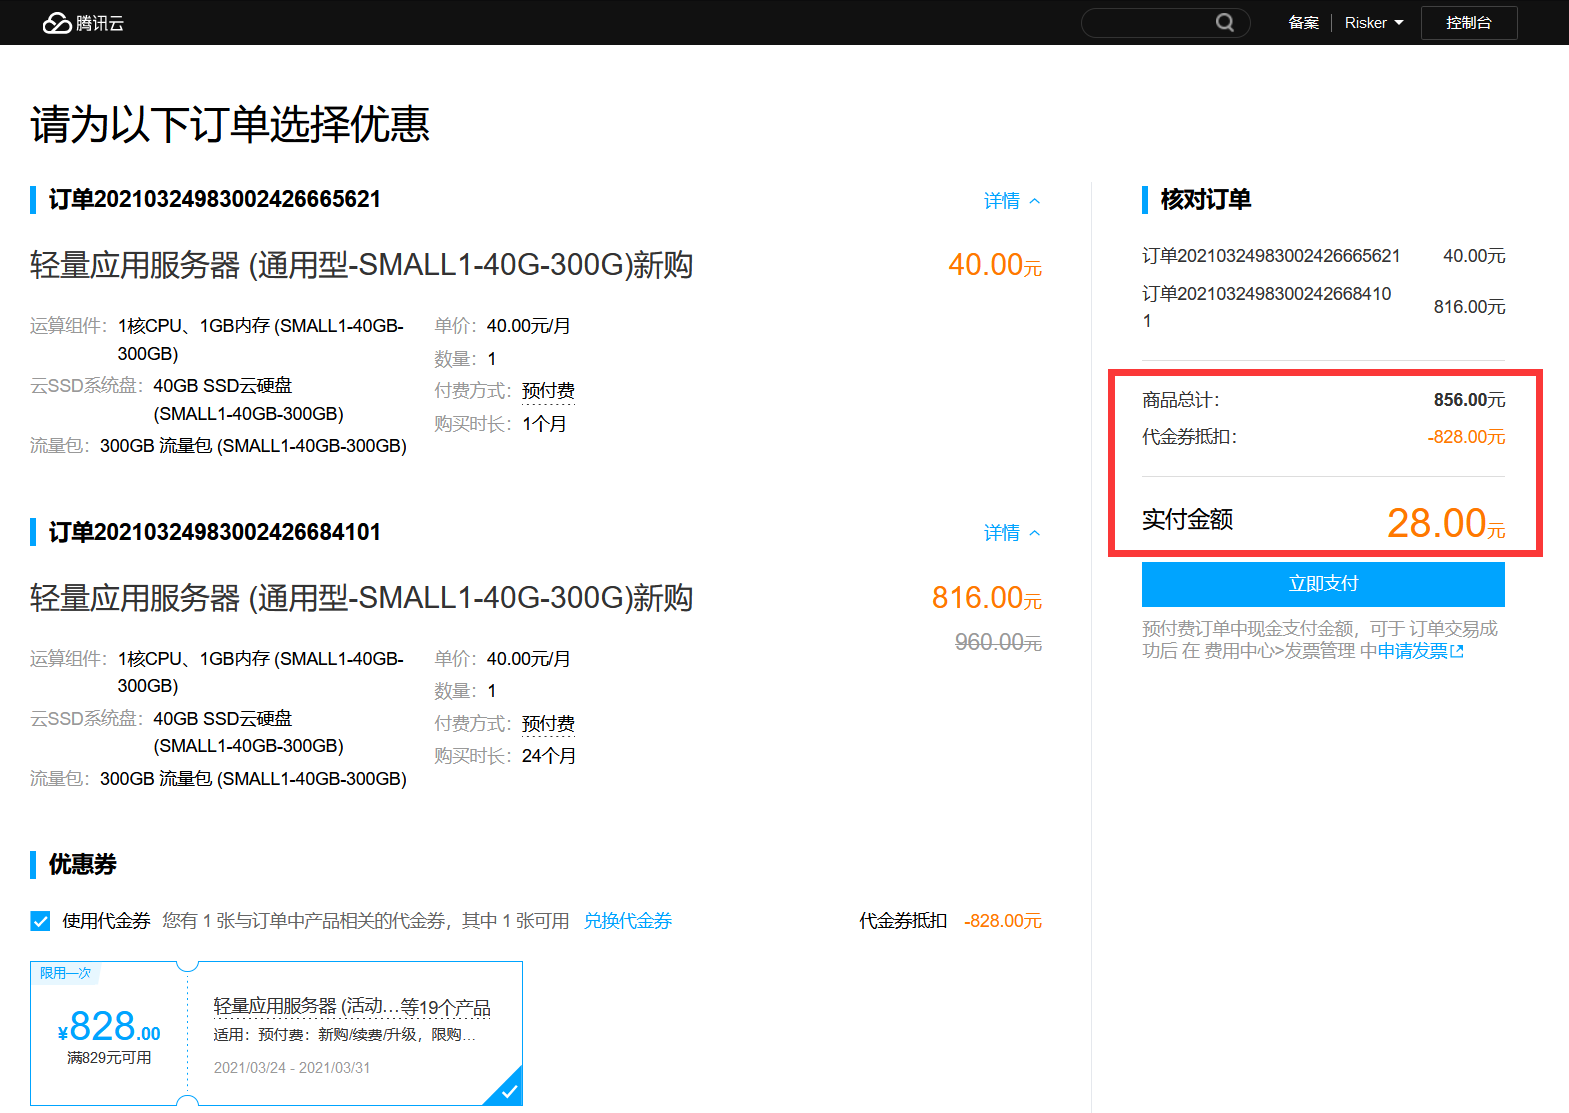 腾讯云
备案
Risker
控制台
请为以下订单选择优惠
订单20210324983002426665621
详情
轻量应用服务器 (通用型-SMALL1-40G-300G)新购
40.00元
运算组件: 1核CPU、1GB内存 (SMALL1-40GB-
300GB)
云SSD系统盘: 40GB SSD云硬盘
(SMALL1-40GB-300GB)
流量包: 300GB 流量包 (SMALL1-40GB-300GB)
单价: 40.00元/月
数量: 1
付费方式: 预付费
购买时长: 1个月
订单20210324983002426684101
详情
轻量应用服务器 (通用型-SMALL1-40G-300G)新购
816.00元
960.00元
运算组件: 1核CPU、1GB内存 (SMALL1-40GB-
300GB)
云SSD系统盘: 40GB SSD云硬盘
(SMALL1-40GB-300GB)
流量包: 300GB 流量包 (SMALL1-40GB-300GB)
单价: 40.00元/月
数量: 1
付费方式: 预付费
购买时长: 24个月
优惠券
使用代金券 您有 1 张与订单中产品相关的代金券，其中 1 张可用 兑换代金券
代金券抵扣 -828.00元
限用一次
¥828.00
满829元可用
轻量应用服务器 (活动...等19个产品
适用：预付费：新购/续费/升级，限购...
2021/03/24 - 2021/03/31
核对订单
订单20210324983002426665621 40.00元
订单2021032498300242668410
1
816.00元
商品总计: 856.00元
代金券抵扣: -828.00元
实付金额 28.00元
立即支付
预付费订单中现金支付金额，可于 订单交易成
功后 在 费用中心>发票管理 中申请发票